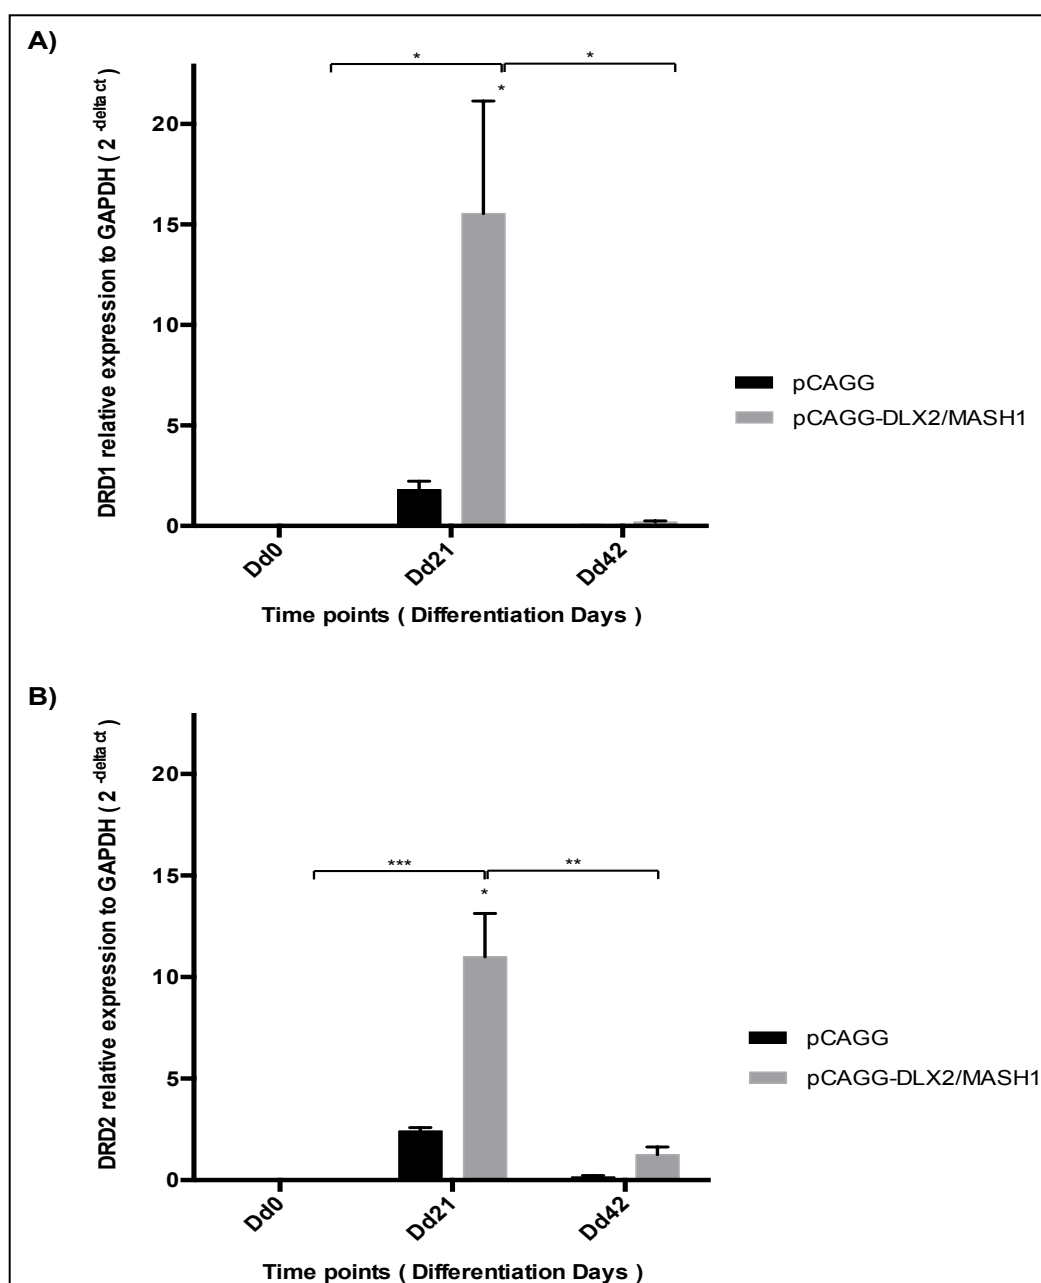 A)
* *
*
DRD1 relative expression to GAPDH ( 2 -delta ct )
20
15
10
5
0
Dd0 Dd21 Dd42
Time points ( Differentiation Days )
pCAGG
pCAGG-DLX2/MASH1
B)
*** **
*
DRD2 relative expression to GAPDH ( 2 -delta ct )
20
15
10
5
0
Dd0 Dd21 Dd42
Time points ( Differentiation Days )
pCAGG
pCAGG-DLX2/MASH1